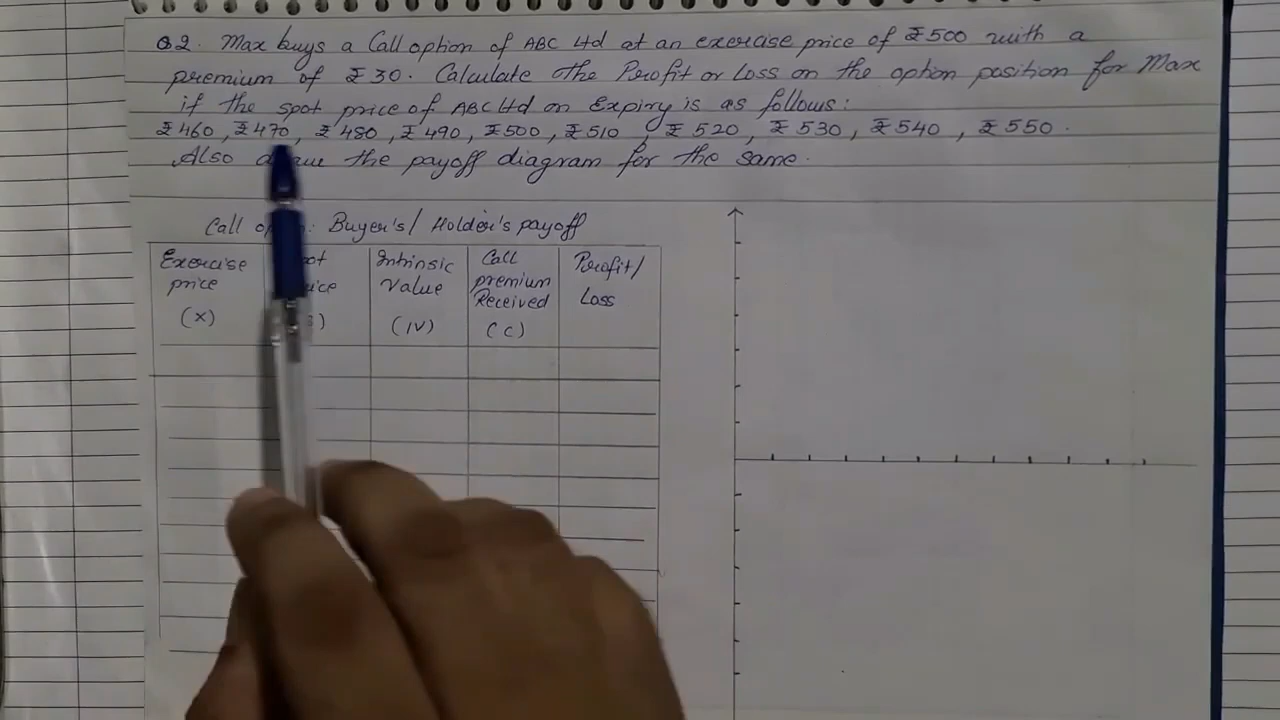 Q.2. Max buys a Call option of ABC Ltd at an exercise price of ₹500 with a
premium of ₹30. Calculate the Profit or Loss on the option position for Max
if the spot price of ABC Ltd on Expiry is as follows:
₹460, ₹470, ₹480, ₹490, ₹500, ₹510, ₹520, ₹530, ₹540, ₹550.
Also the payoff diagram for the same.
Call Buyer's/ Holder's payoff
Exercise price (X)
Intrinsic Value (IV)
Call premium Received (C)
Profit/ Loss